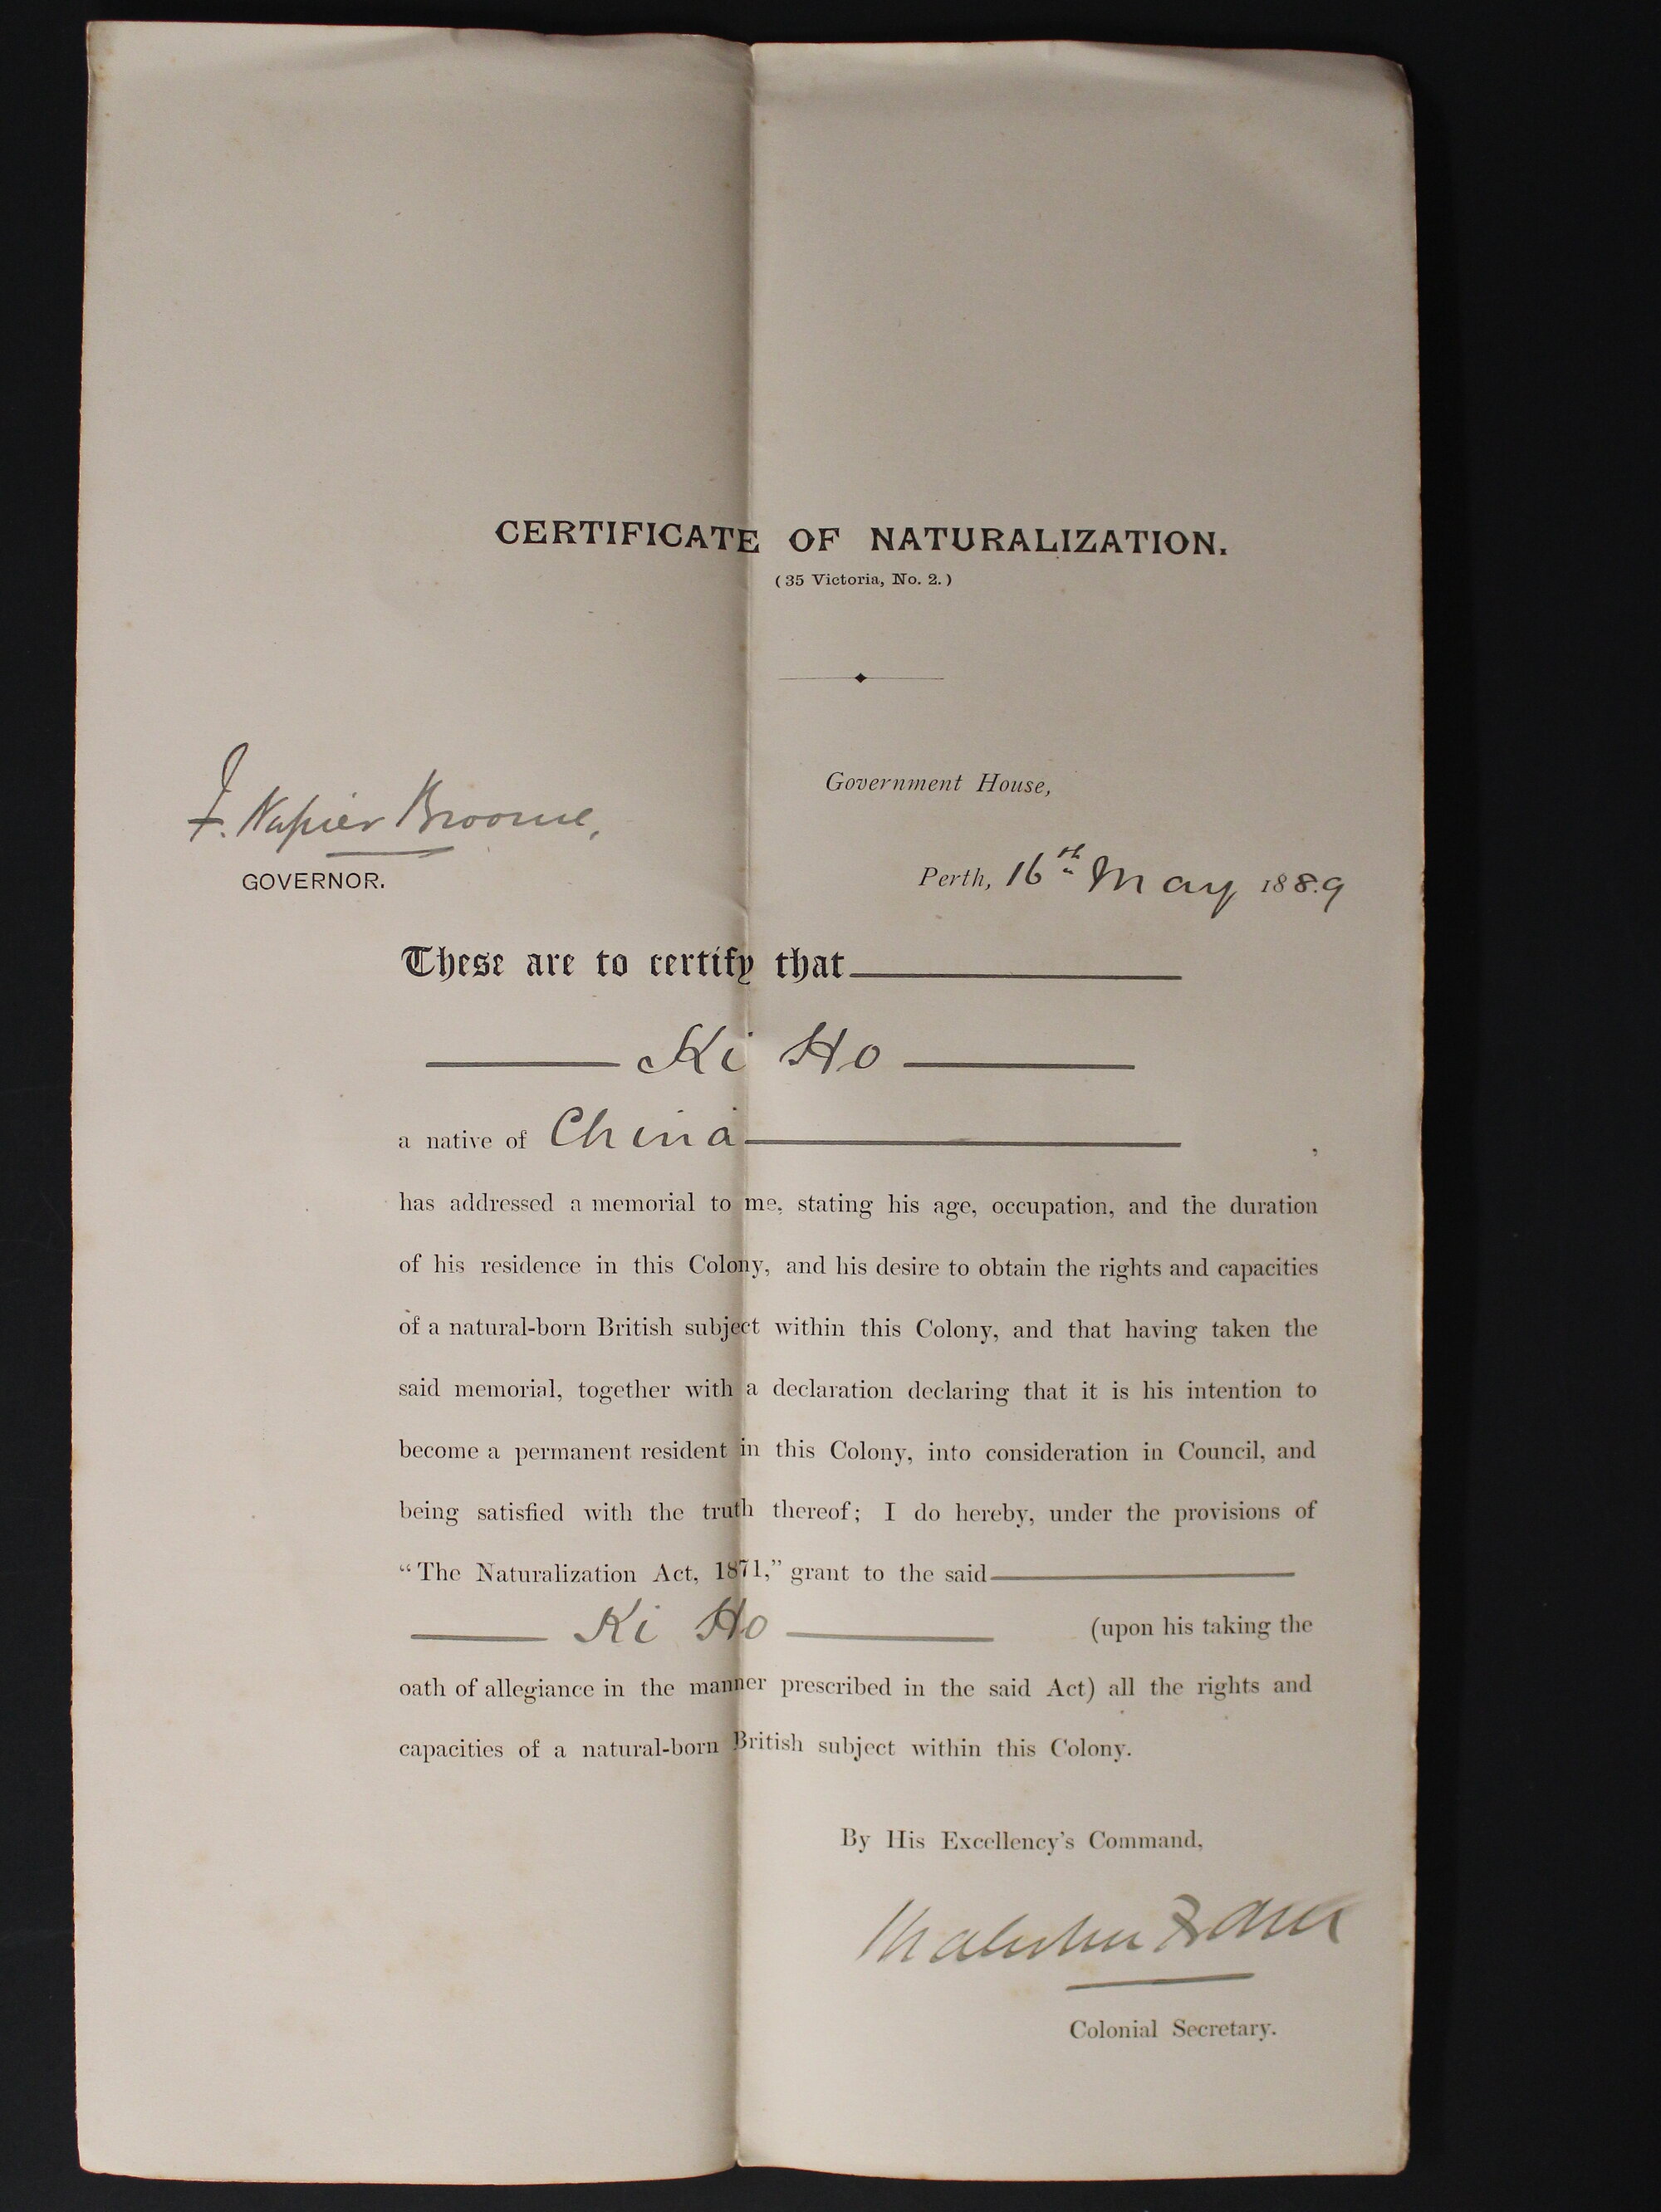 CERTIFICATE OF NATURALIZATION.
(35 Victoria, No. 2.)
F. Napier Broome,
GOVERNOR.
Government House,
Perth, 16th May 1889
These are to certify that
Ki Ho
a native of China
has addressed a memorial to me, stating his age, occupation, and the duration
of his residence in this Colony, and his desire to obtain the rights and capacities
of a natural-born British subject within this Colony, and that having taken the
said memorial, together with a declaration declaring that it is his intention to
become a permanent resident in this Colony, into consideration in Council, and
being satisfied with the truth thereof; I do hereby, under the provisions of
“The Naturalization Act, 1871,” grant to the said
Ki Ho (upon his taking the
oath of allegiance in the manner prescribed in the said Act) all the rights and
capacities of a natural-born British subject within this Colony.
By His Excellency's Command,
Malcolm Fraser
Colonial Secretary.